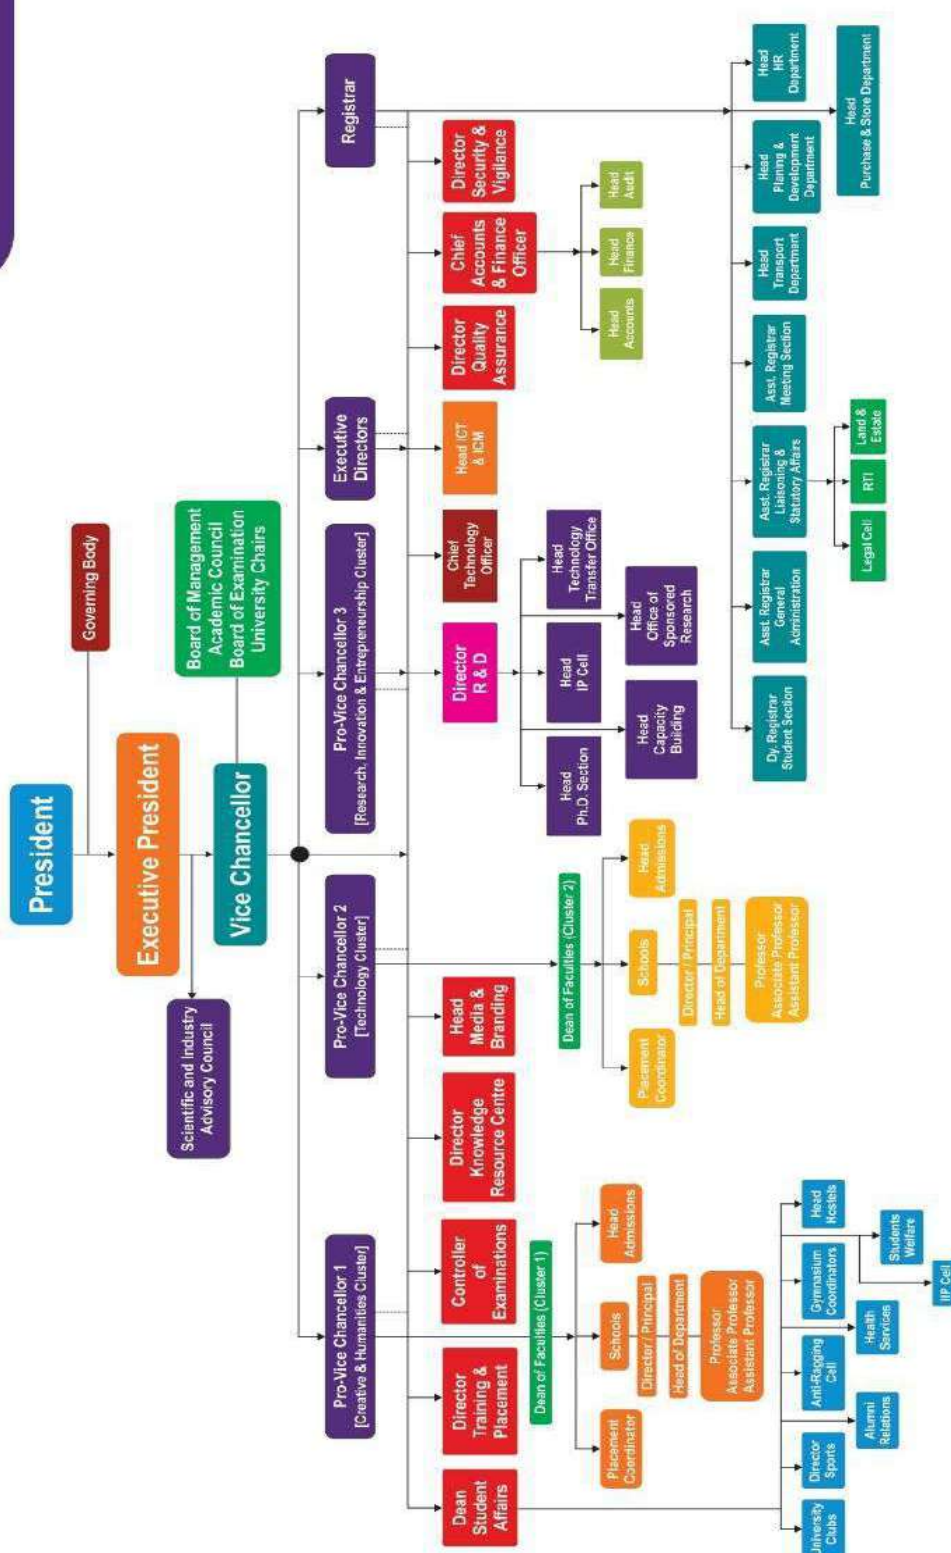 President
Governing Body
Executive President
Scientific and Industry
Advisory Council
Board of Management
Academic Council
Board of Examination
University Chairs
Vice Chancellor
Pro-Vice Chancellor 1
[Creative & Humanities Cluster]
Pro-Vice Chancellor 2
[Technology Cluster]
Pro-Vice Chancellor 3
[Research, Innovation & Entrepreneurship Cluster]
Executive
Directors
Registrar
Dean
Student
Affairs
Director
Training &
Placement
Controller
of
Examinations
Director
Knowledge
Resource Centre
Head
Media &
Branding
Director
R & D
Chief
Technology
Officer
Head ICT
& ICM
Director
Quality
Assurance
Chief
Accounts
& Finance
Officer
Director
Security &
Vigilance
Dean of Faculties (Cluster 1)
Placement
Coordinator
Schools
Head
Admissions
Director / Principal
Head of Department
Professor
Associate Professor
Assistant Professor
Dean of Faculties (Cluster 2)
Placement
Coordinator
Schools
Head
Admissions
Director / Principal
Head of Department
Professor
Associate Professor
Assistant Professor
Head
Ph.D. Section
Head
IP Cell
Head
Technology
Transfer Office
Head
Capacity
Building
Head
Office of
Sponsored
Research
Head
Accounts
Head
Finance
Head
Audit
University
Clubs
Director
Sports
Anti-Ragging
Cell
Gymnasium
Coordinators
Head
Hostels
Alumni
Relations
Health
Services
Students
Welfare
IIP Cell
Dy. Registrar
Student Section
Asst. Registrar
General
Administration
Asst. Registrar
Liaisoning &
Statutory Affairs
Asst. Registrar
Meeting Section
Head
Transport
Department
Head
Planing &
Development
Department
Head
HR
Department
Legal Cell
RTI
Land &
Estate
Head
Purchase & Store Department